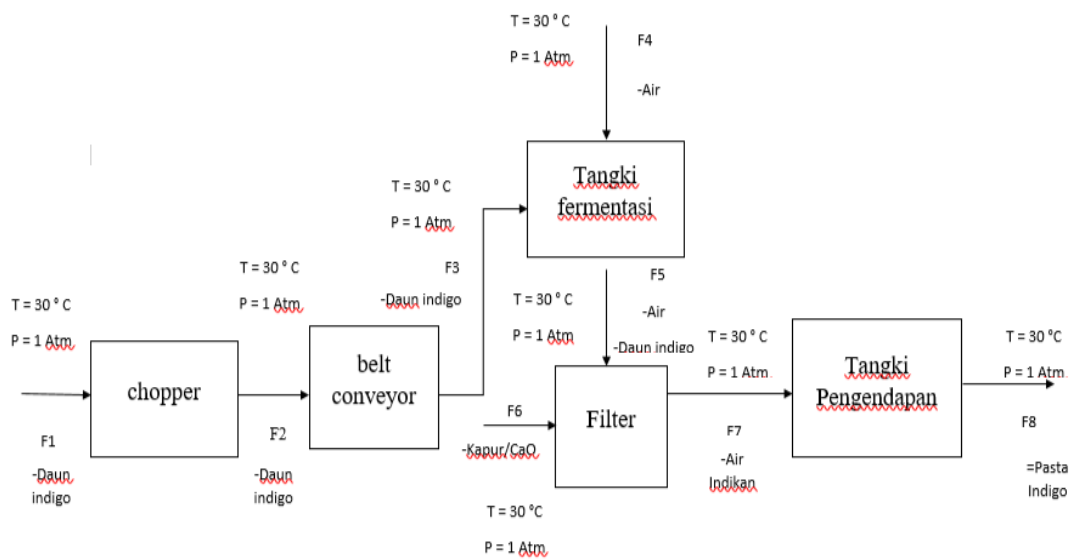 T = 30 ° C
P = 1 Atm
F4
-Air
Tangki
fermentasi
T = 30 ° C
P = 1 Atm
F3
-Daun indigo
T = 30 ° C
P = 1 Atm
T = 30 ° C
P = 1 Atm
chopper
F1
-Daun
indigo
F2
-Daun
indigo
belt
conveyor
F5
-Air
-Daun indigo
T = 30 ° C
P = 1 Atm
F6
-Kapur/CaO
T = 30 °C
P = 1 Atm
Filter
T = 30 °C
P = 1 Atm.
F7
-Air
Indikan
Tangki
Pengendapan
T = 30 °C
P = 1 Atm.
F8
=Pasta
Indigo